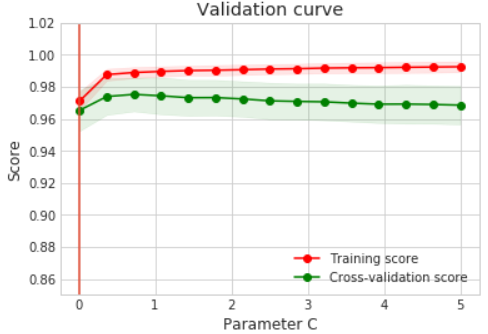 Validation curve
1.02
1.00
0.98
0.96
0.94
0.92
0.90
0.88
0.86
Score
Training score
Cross-validation score
0 1 2 3 4 5
Parameter C